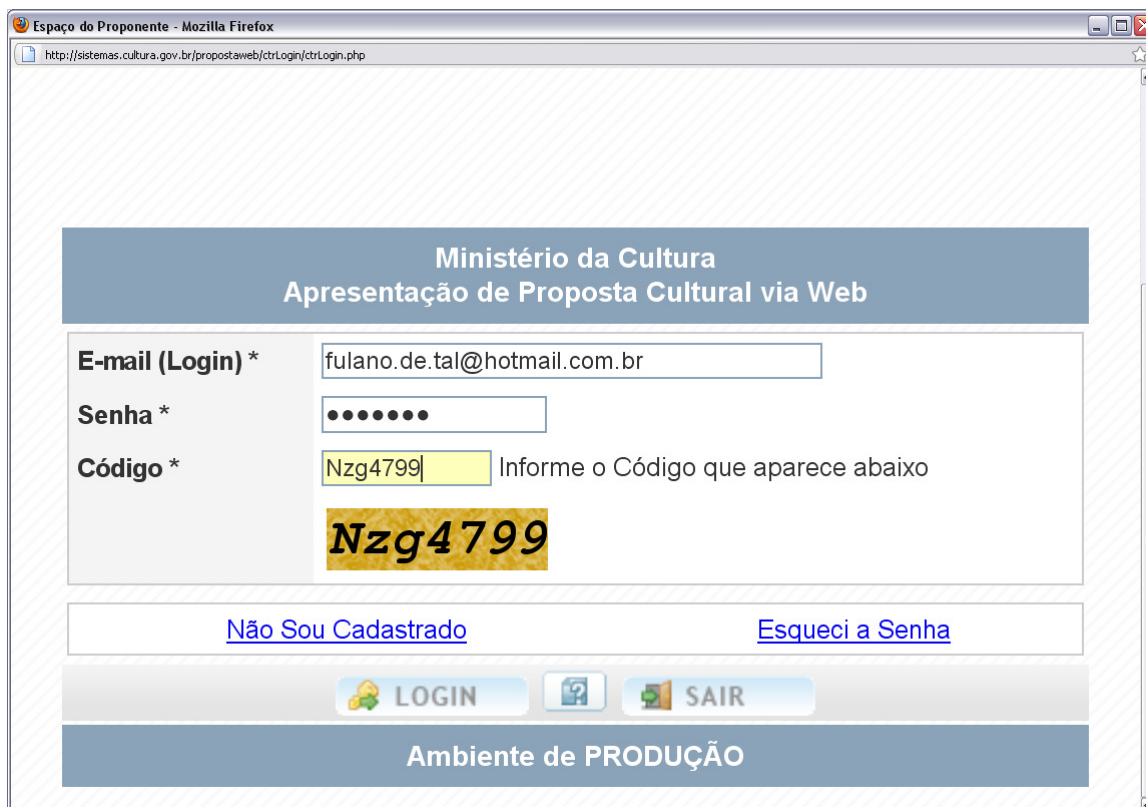 Espaço do Proponente - Mozilla Firefox
http://sistemas.cultura.gov.br/propostaweb/ctrLogin/ctrLogin.php
Ministério da Cultura
Apresentação de Proposta Cultural via Web
E-mail (Login) * fulano.de.tal@hotmail.com.br
Senha * •••••••
Código * Nzg4799 Informe o Código que aparece abaixo
Nzg4799
Não Sou Cadastrado Esqueci a Senha
LOGIN ? SAIR
Ambiente de PRODUÇÃO